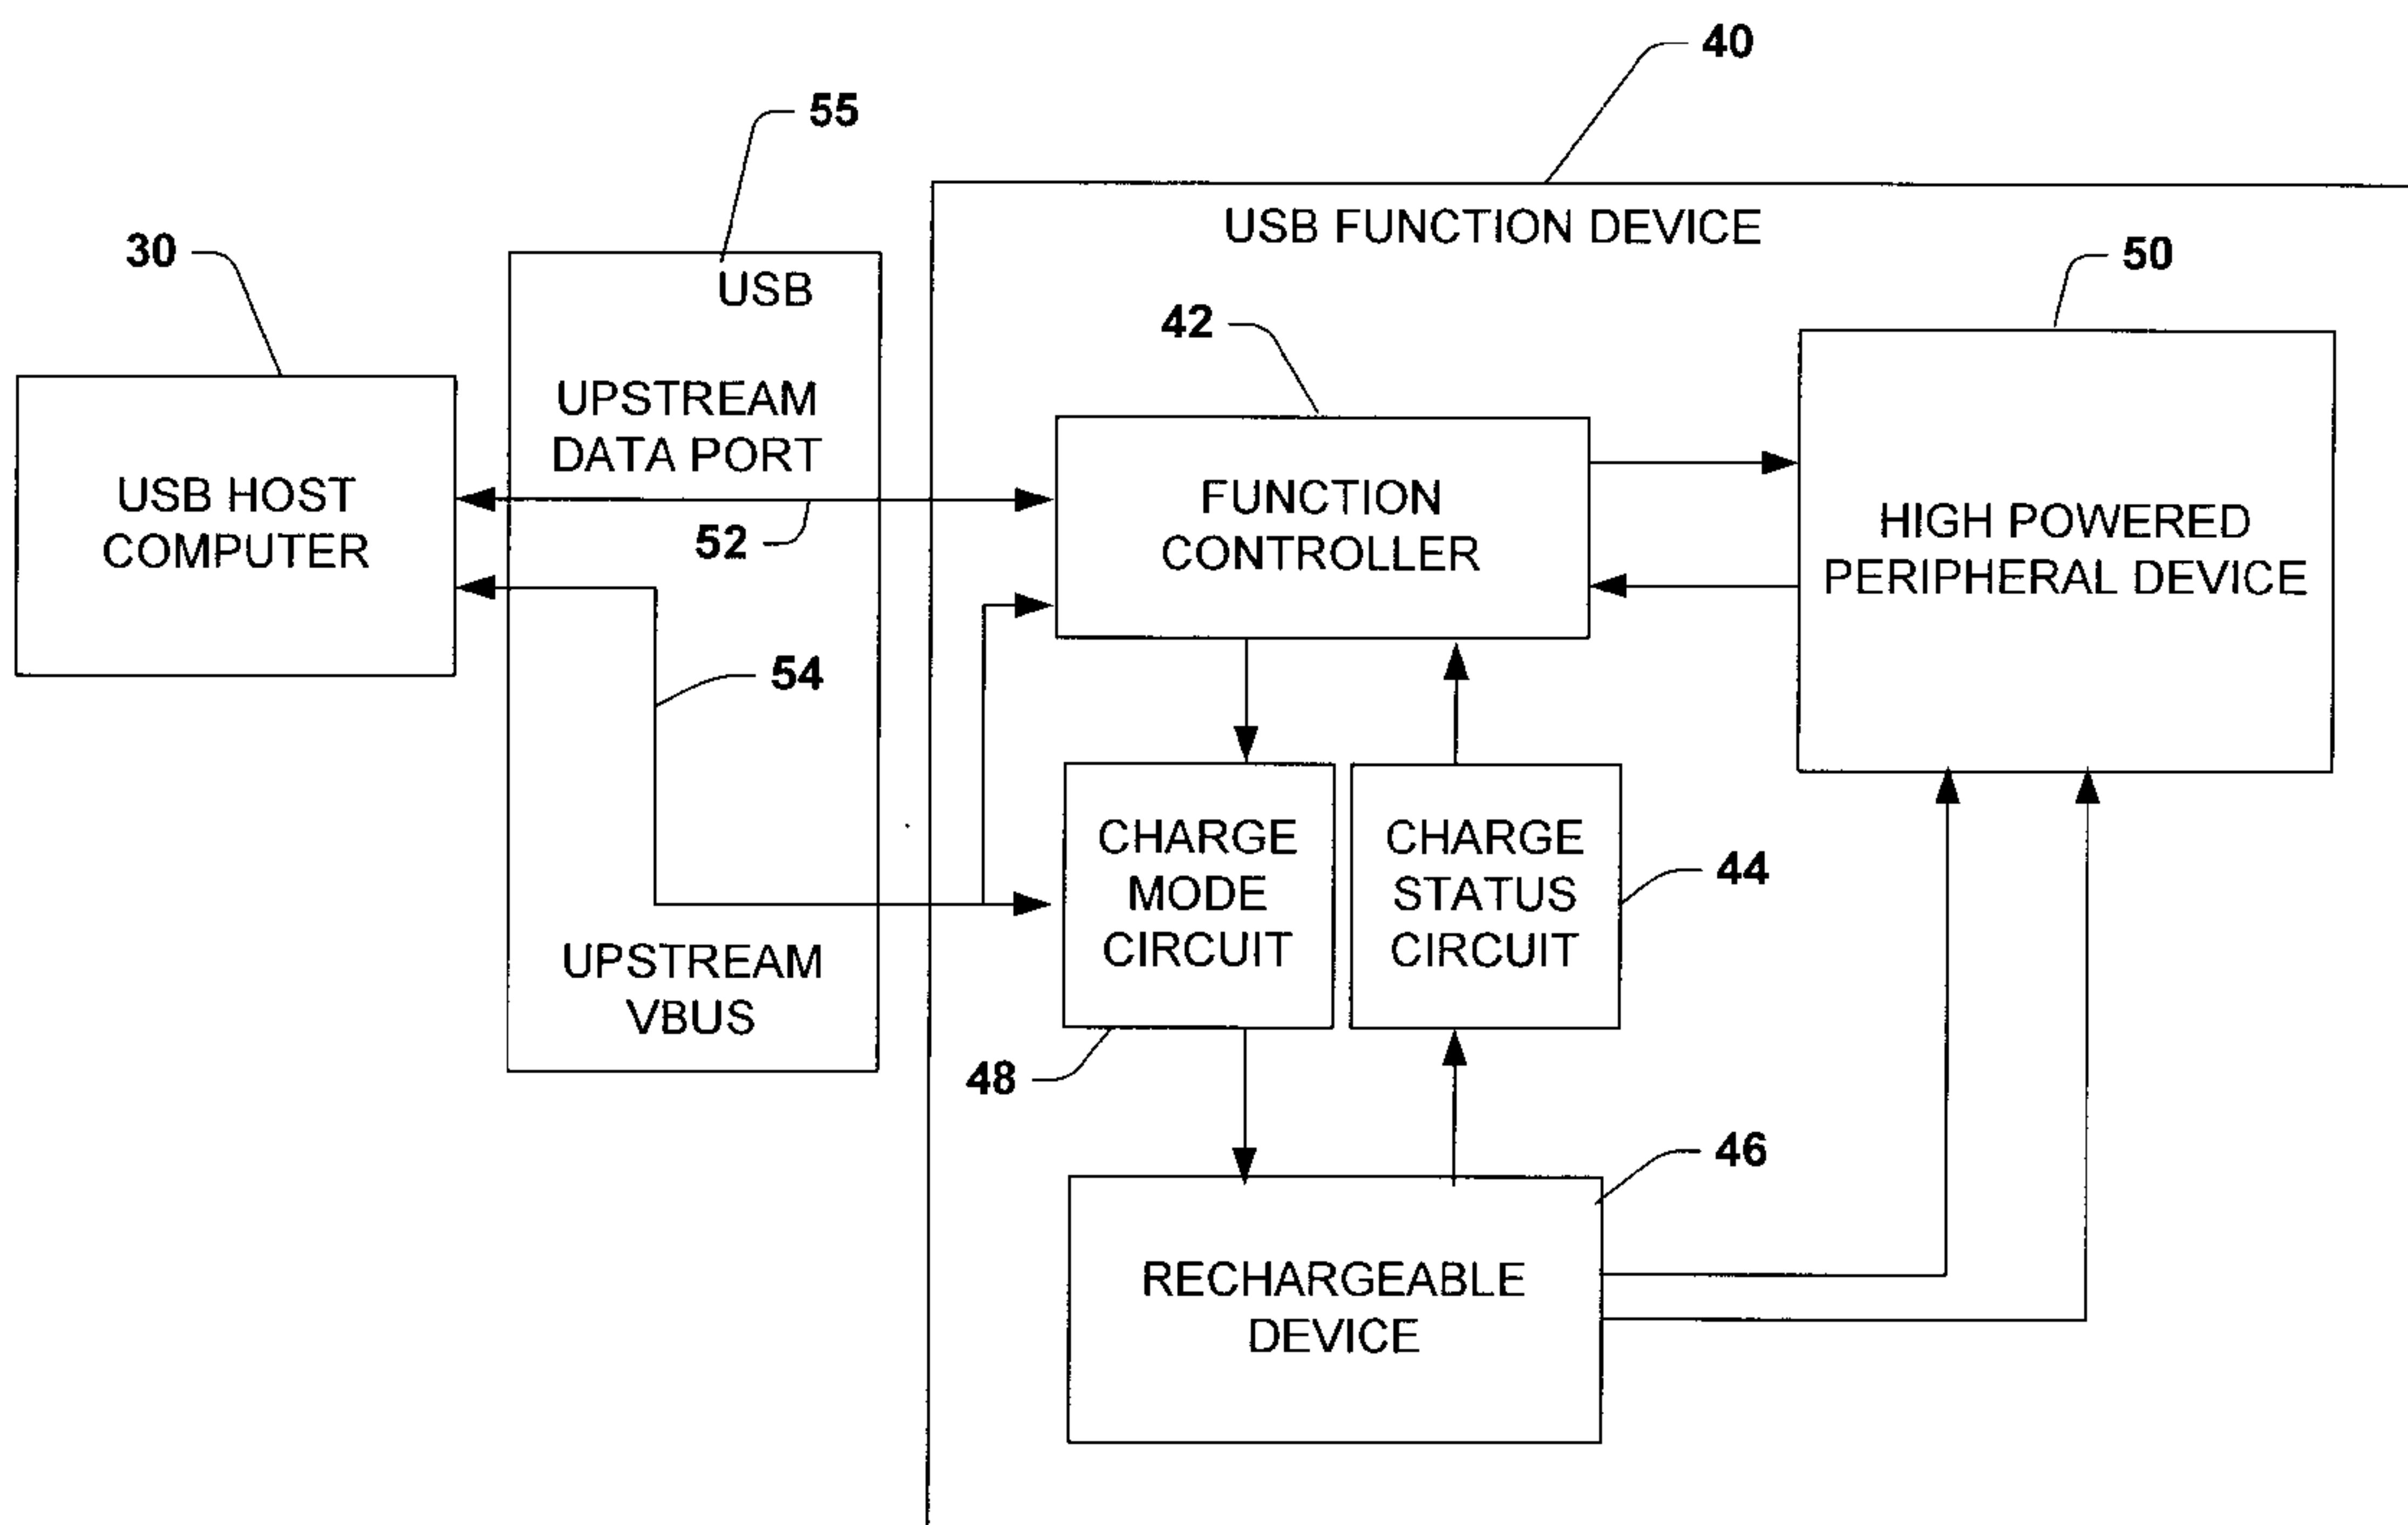 40
55
USB FUNCTION DEVICE
30
50
USB
42
UPSTREAM
DATA PORT
USB HOST
COMPUTER
52
FUNCTION
CONTROLLER
HIGH POWERED
PERIPHERAL DEVICE
54
CHARGE
MODE
CIRCUIT
CHARGE
STATUS
CIRCUIT
44
UPSTREAM
VBUS
48
46
RECHARGEABLE
DEVICE